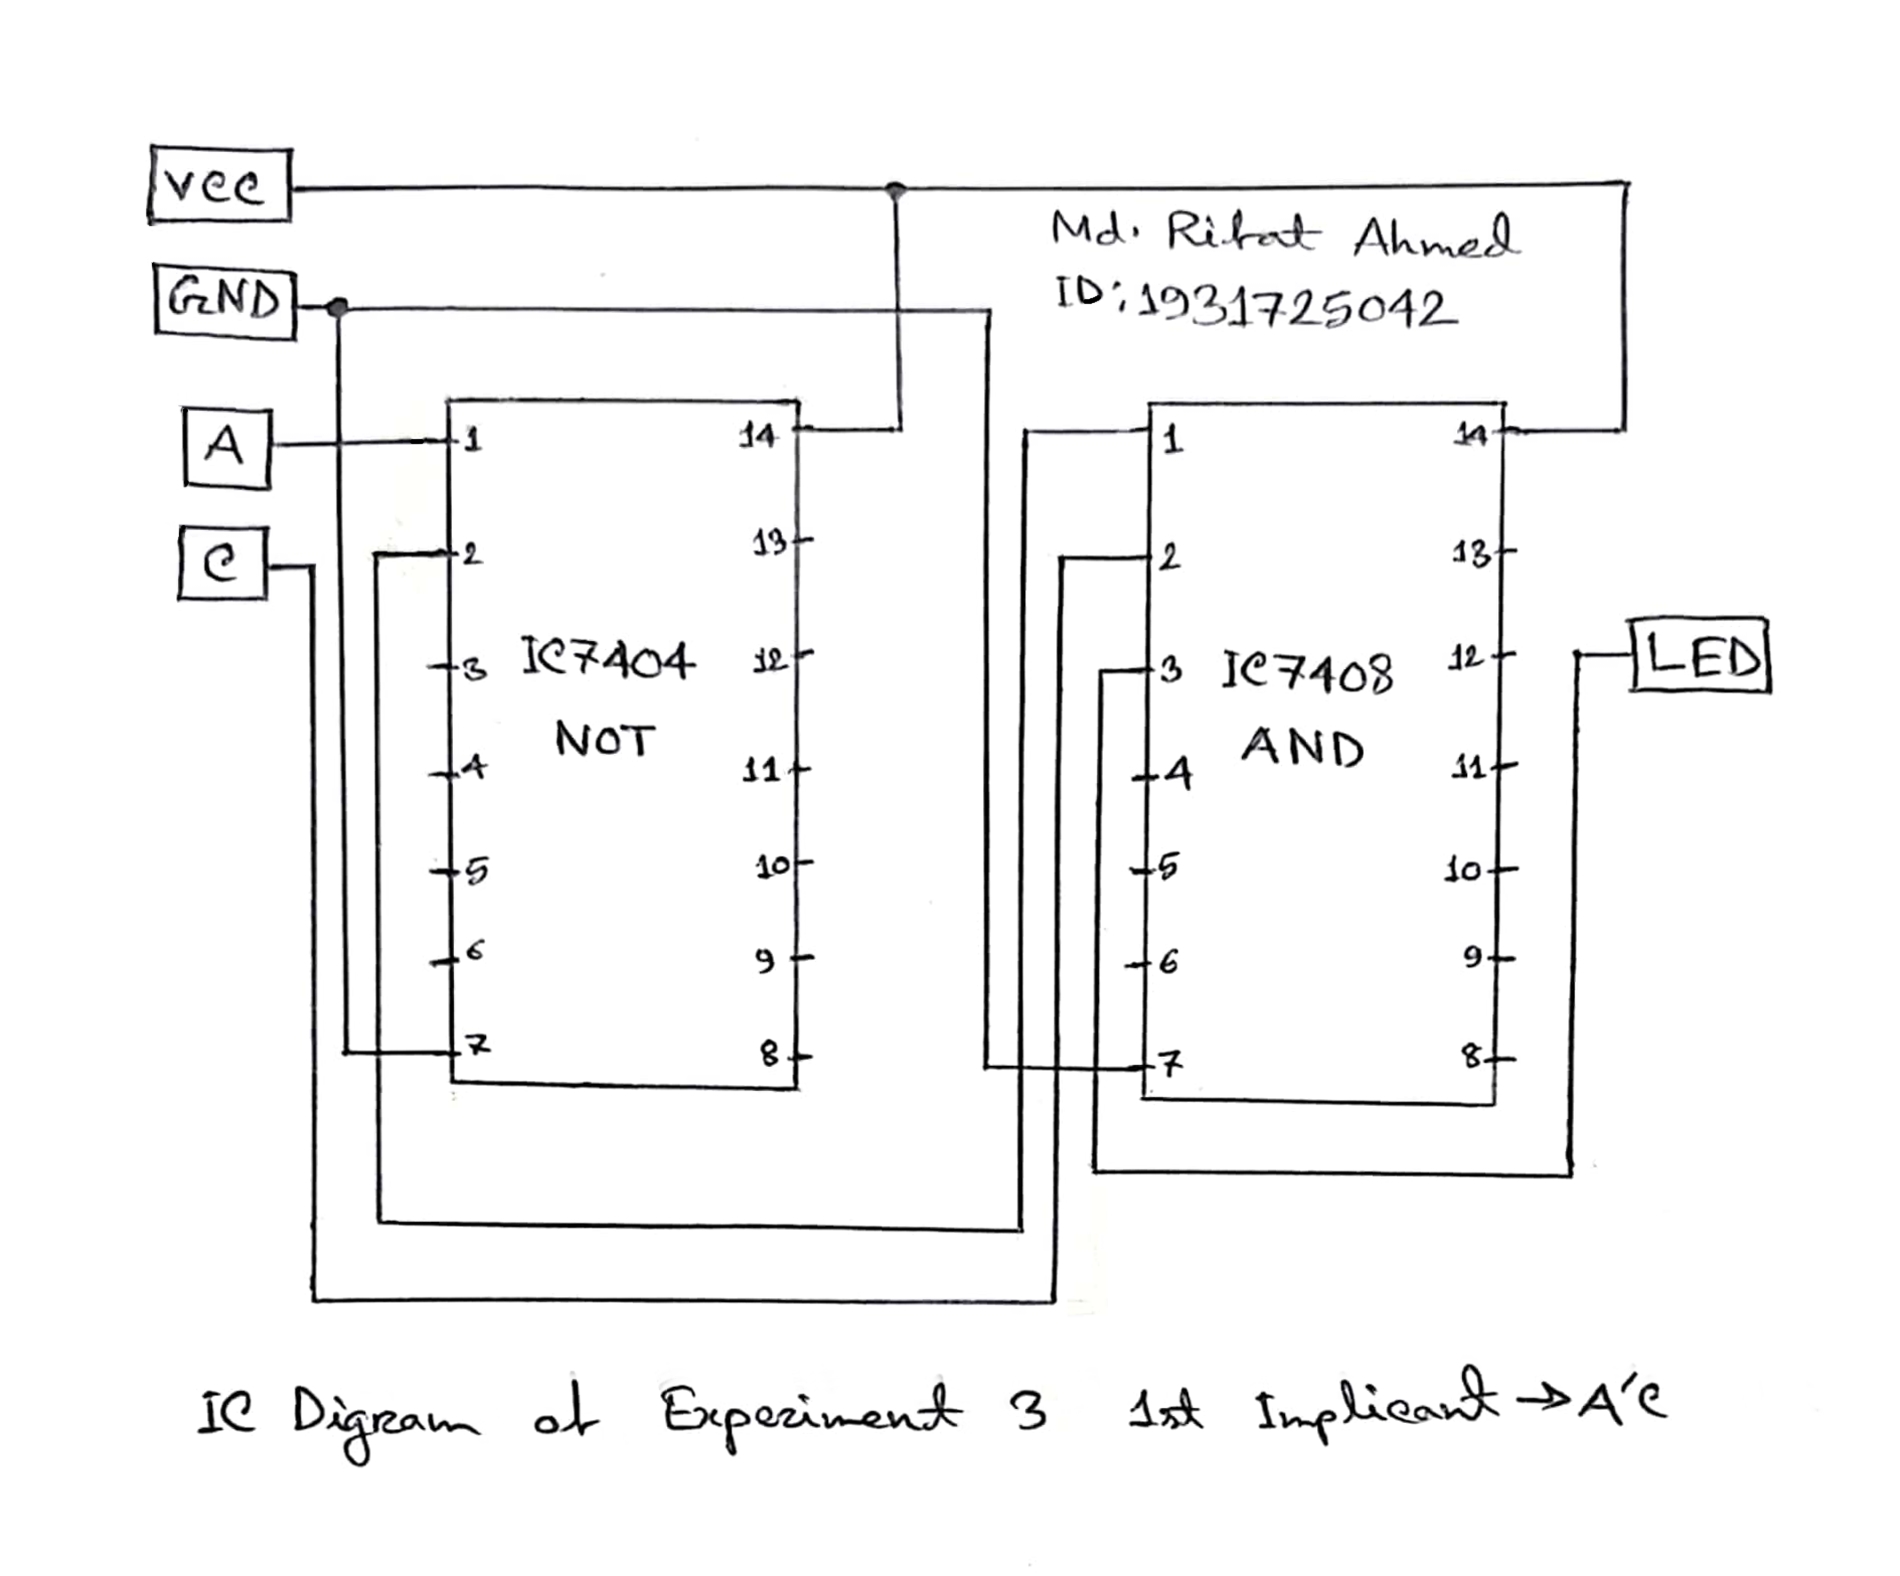 VCC
GND
A
C
Md. Rifat Ahmed
ID:1931725042
1
2
3
4
5
6
7
14
13
12
11
10
9
8
IC7404
NOT
1
2
3
4
5
6
7
14
13
12
11
10
9
8
IC7408
AND
LED
IC Digram of Experiment 3 1st Implicant → A'C